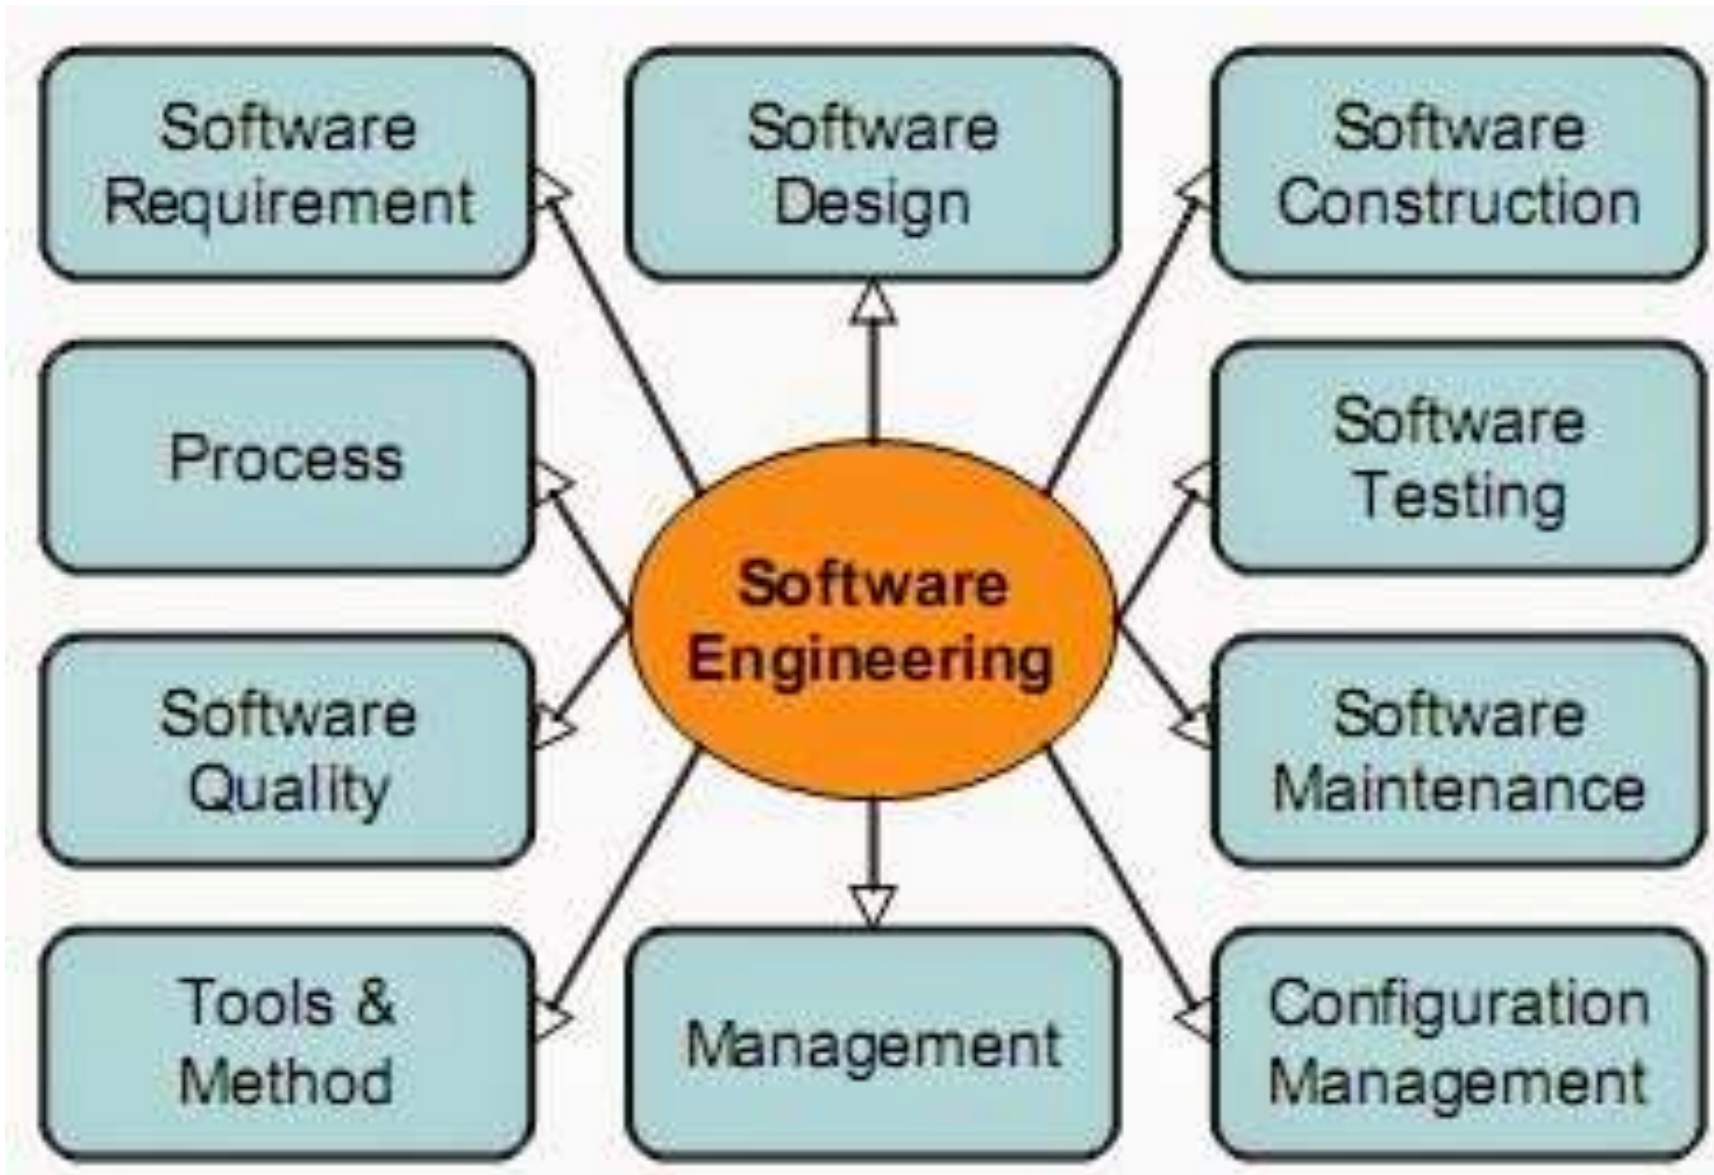 Software
Requirement
Software
Design
Software
Construction
Process
Software
Testing
Software
Engineering
Software
Quality
Software
Maintenance
Tools &
Method
Management
Configuration
Management